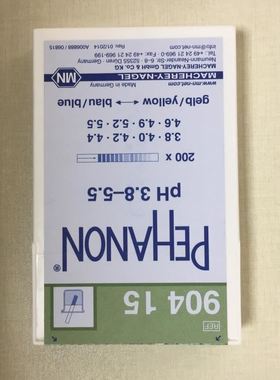 REF
904 15
PEHANON
pH 3.8–5.5
200 x
3.8 · 4.0 · 4.2 · 4.4
4.6 · 4.9 · 5.2 · 5.5
gelb/yellow blau/blue
MN
Made in Germany
MACHEREY-NAGEL
MACHEREY-NAGEL GmbH & Co. KG
Neumann-Neander-Str. 6–8 · 52355 Düren · Germany
Tel.: +49 24 21 969-0 · Fax: +49 24 21 969-199
info@mn-net.com · www.mn-net.com
Rev. 01/2014